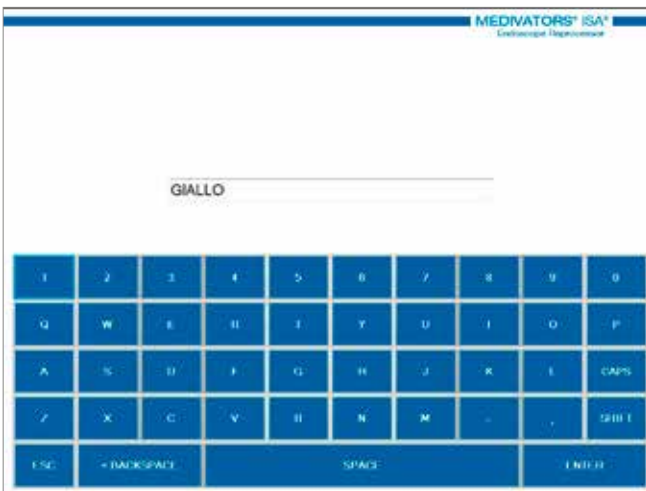 MEDIVATORS® ISA®
Endoscope Reprocessor
GIALLO
1 2 3 4 5 6 7 8 9 0
Q W E R T Y U I O P
A S D F G H J K L CAPS
Z X C V B N M - . SHIFT
ESC < BACKSPACE SPACE ENTER